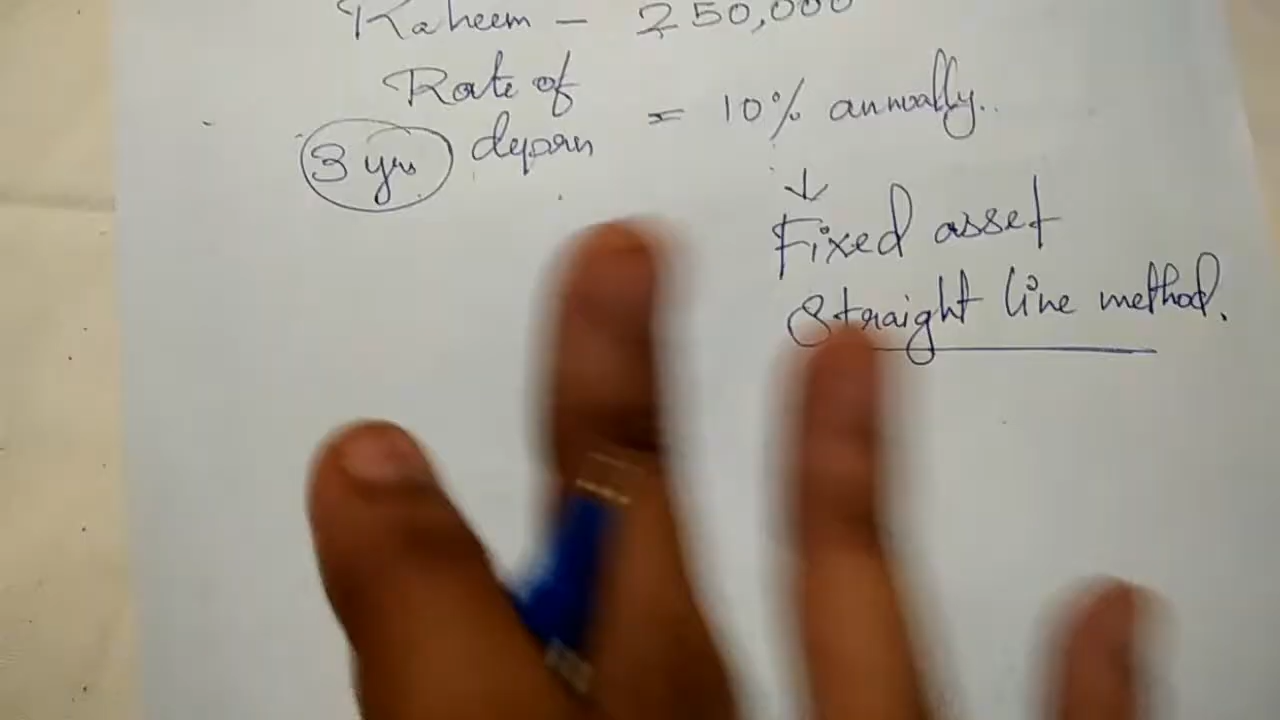 Raheem - 250,000
Rate of
deprn = 10% annually..
3 yrs
↓
Fixed asset
Straight line method.